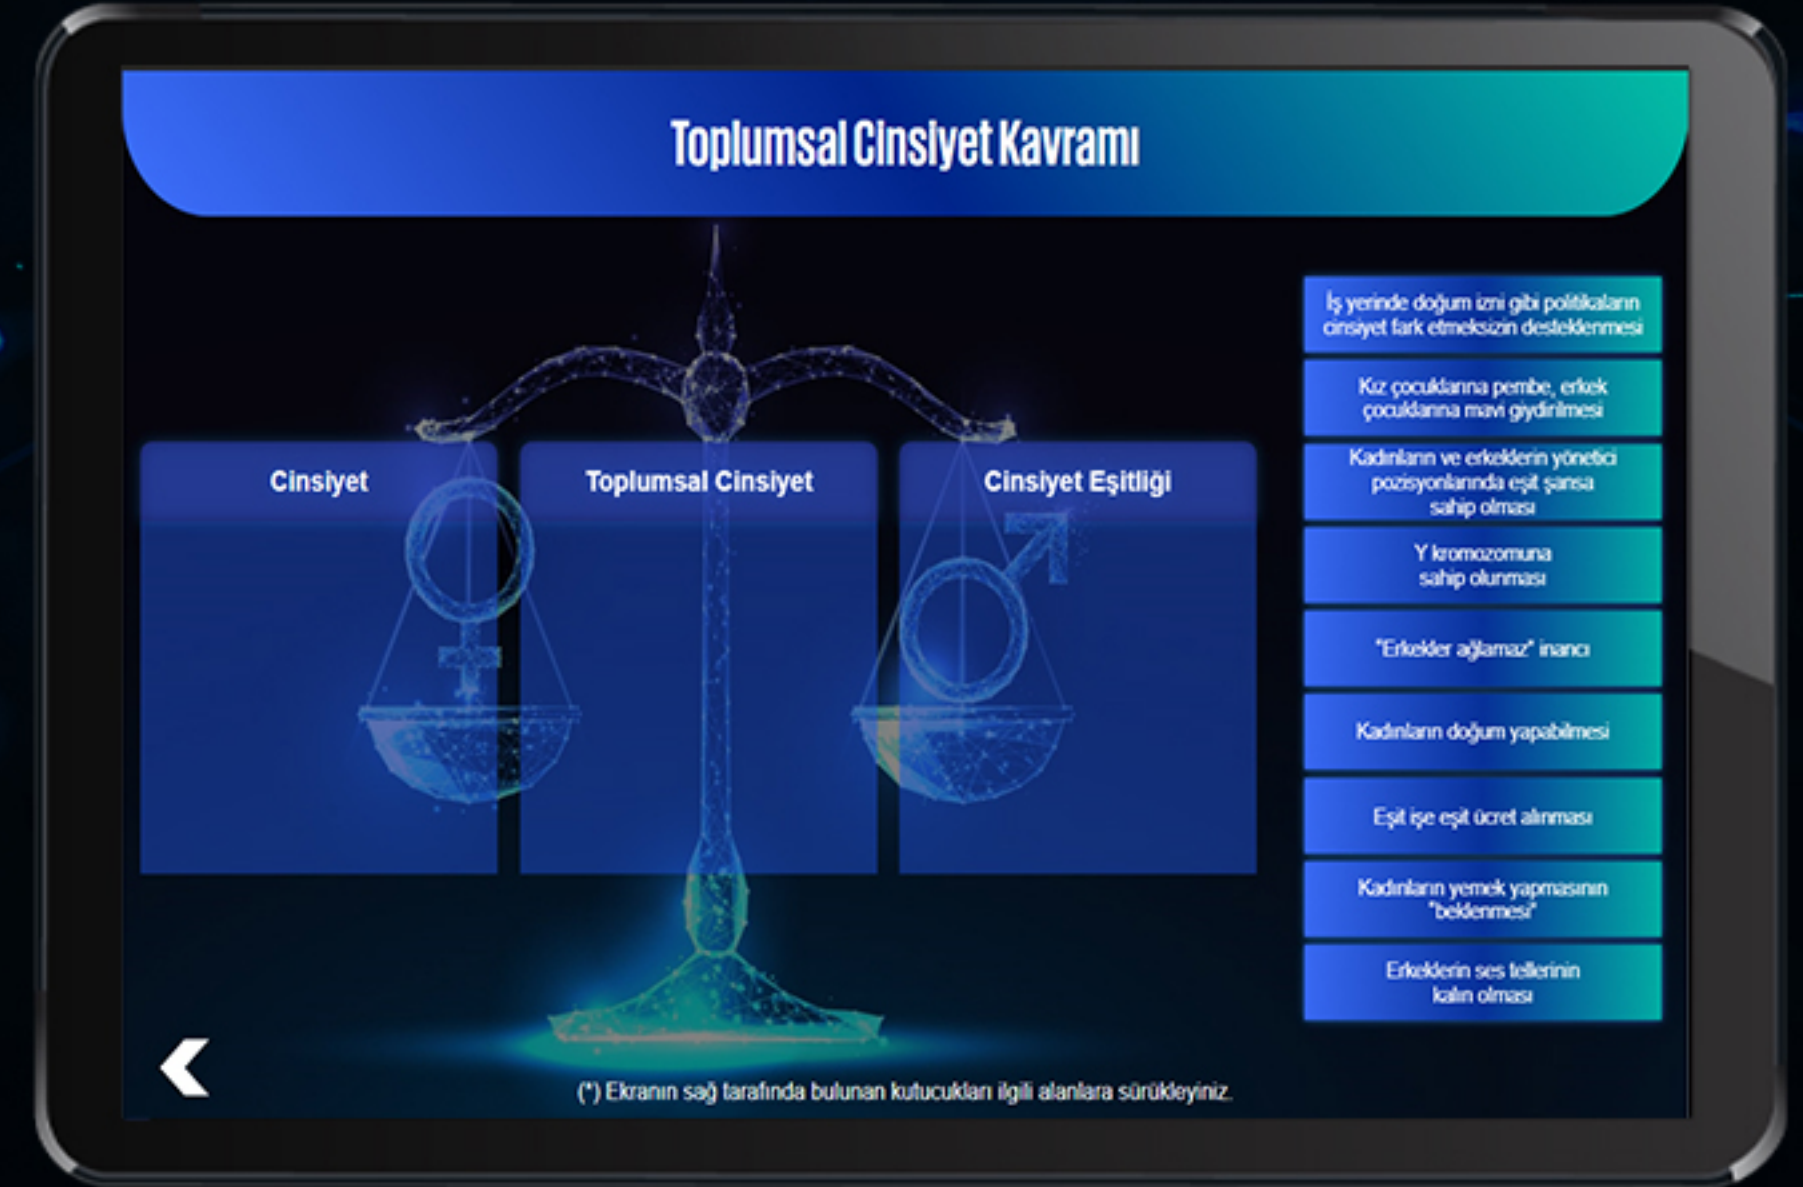 Toplumsal Cinsiyet Kavramı
Cinsiyet
Toplumsal Cinsiyet
Cinsiyet Eşitliği
İş yerinde doğum izni gibi politikaların
cinsiyet fark etmeksizin desteklenmesi
Kız çocuklarına pembe, erkek
çocuklarına mavi giydirilmesi
Kadınların ve erkeklerin yönetici
pozisyonlarında eşit şansa
sahip olması
Y kromozomuna
sahip olunması
"Erkekler ağlamaz" inancı
Kadınların doğum yapabilmesi
Eşit işe eşit ücret alınması
Kadınların yemek yapmasının
"beklenmesi"
Erkeklerin ses tellerinin
kalın olması
(*) Ekranın sağ tarafında bulunan kutucukları ilgili alanlara sürükleyiniz.